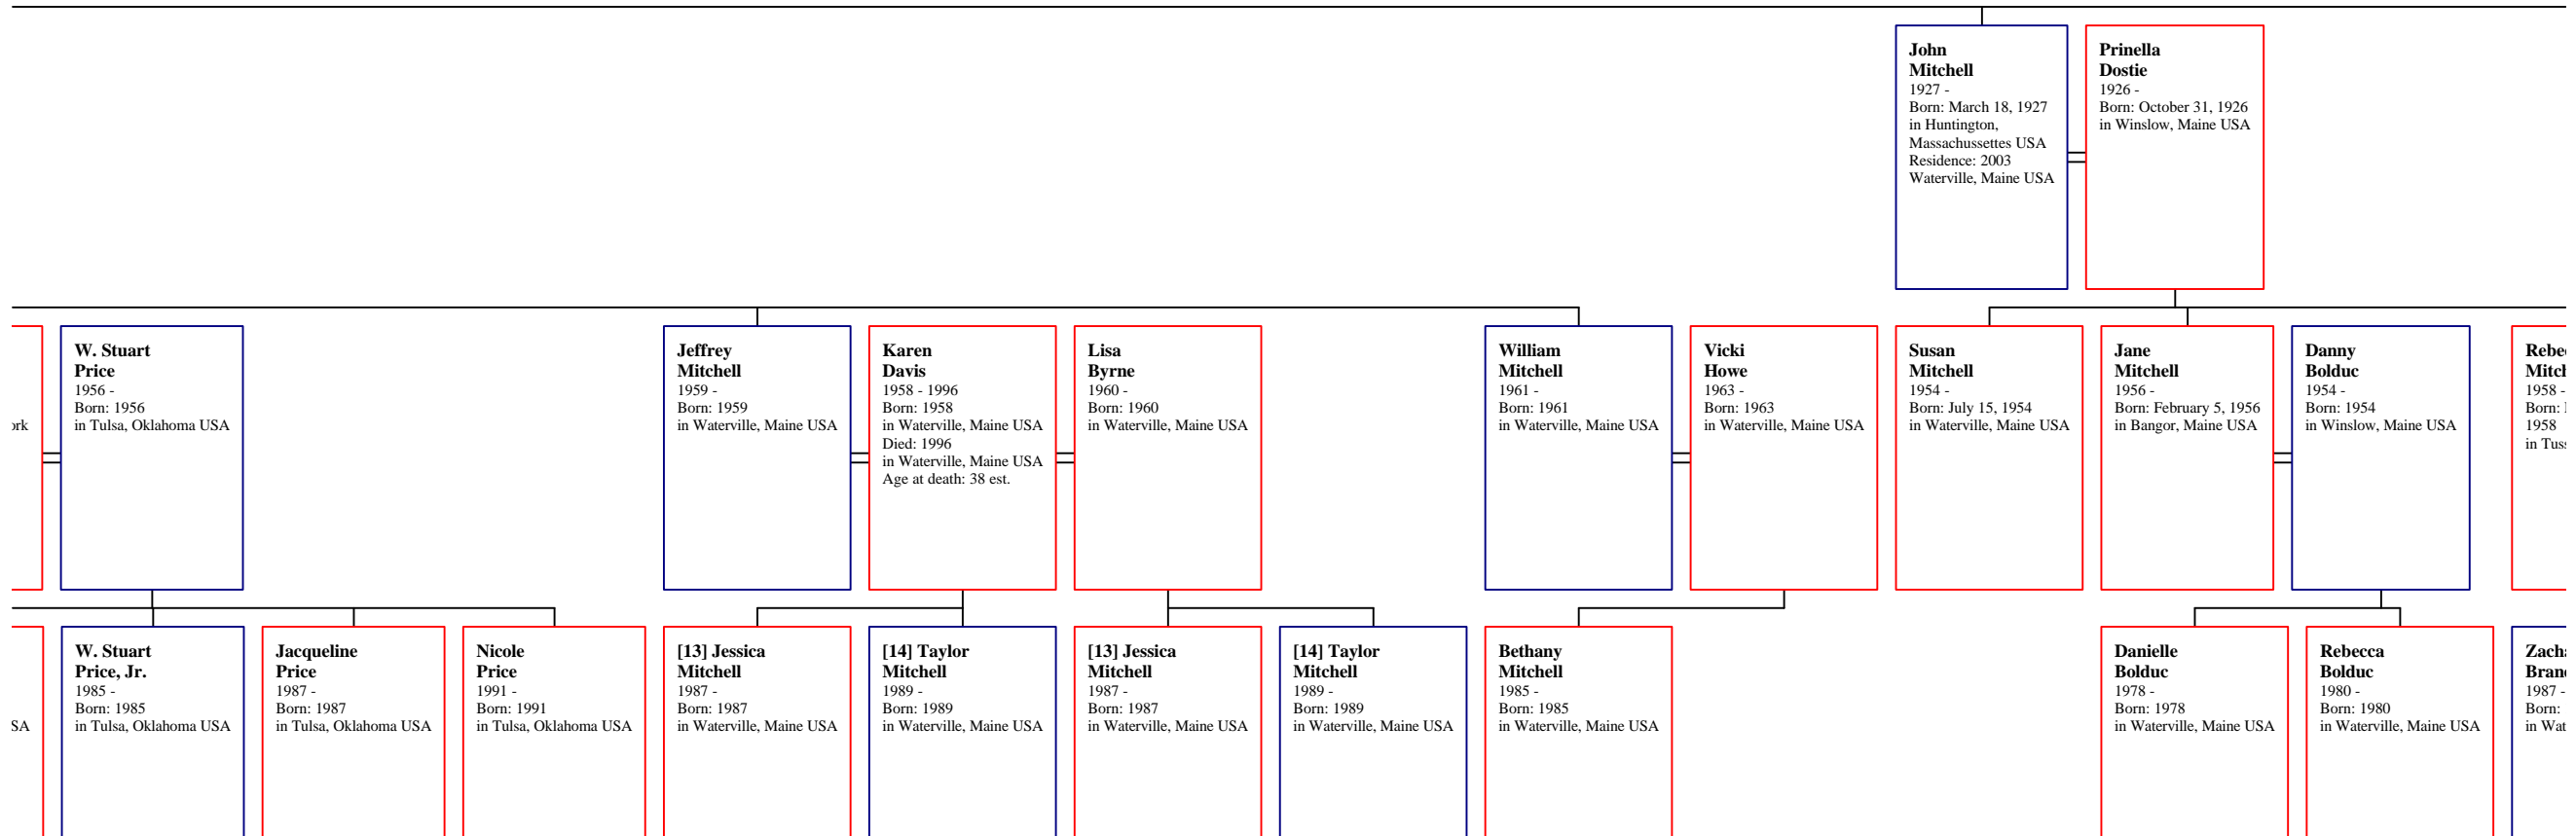 John
Mitchell
1927 -
Born: March 18, 1927
in Huntington,
Massachussettes USA
Residence: 2003
Waterville, Maine USA
Prinella
Dostie
1926 -
Born: October 31, 1926
in Winslow, Maine USA
W. Stuart
Price
1956 -
Born: 1956
in Tulsa, Oklahoma USA
Jeffrey
Mitchell
1959 -
Born: 1959
in Waterville, Maine USA
Karen
Davis
1958 - 1996
Born: 1958
in Waterville, Maine USA
Died: 1996
in Waterville, Maine USA
Age at death: 38 est.
Lisa
Byrne
1960 -
Born: 1960
in Waterville, Maine USA
William
Mitchell
1961 -
Born: 1961
in Waterville, Maine USA
Vicki
Howe
1963 -
Born: 1963
in Waterville, Maine USA
Susan
Mitchell
1954 -
Born: July 15, 1954
in Waterville, Maine USA
Jane
Mitchell
1956 -
Born: February 5, 1956
in Bangor, Maine USA
Danny
Bolduc
1954 -
Born: 1954
in Winslow, Maine USA
1958 -
Born:
1958
in
W. Stuart
Price, Jr.
1985 -
Born: 1985
in Tulsa, Oklahoma USA
Jacqueline
Price
1987 -
Born: 1987
in Tulsa, Oklahoma USA
Nicole
Price
1991 -
Born: 1991
in Tulsa, Oklahoma USA
[13] Jessica
Mitchell
1987 -
Born: 1987
in Waterville, Maine USA
[14] Taylor
Mitchell
1989 -
Born: 1989
in Waterville, Maine USA
[13] Jessica
Mitchell
1987 -
Born: 1987
in Waterville, Maine USA
[14] Taylor
Mitchell
1989 -
Born: 1989
in Waterville, Maine USA
Bethany
Mitchell
1985 -
Born: 1985
in Waterville, Maine USA
Danielle
Bolduc
1978 -
Born: 1978
in Waterville, Maine USA
Rebecca
Bolduc
1980 -
Born: 1980
in Waterville, Maine USA
1987 -
Born:
in